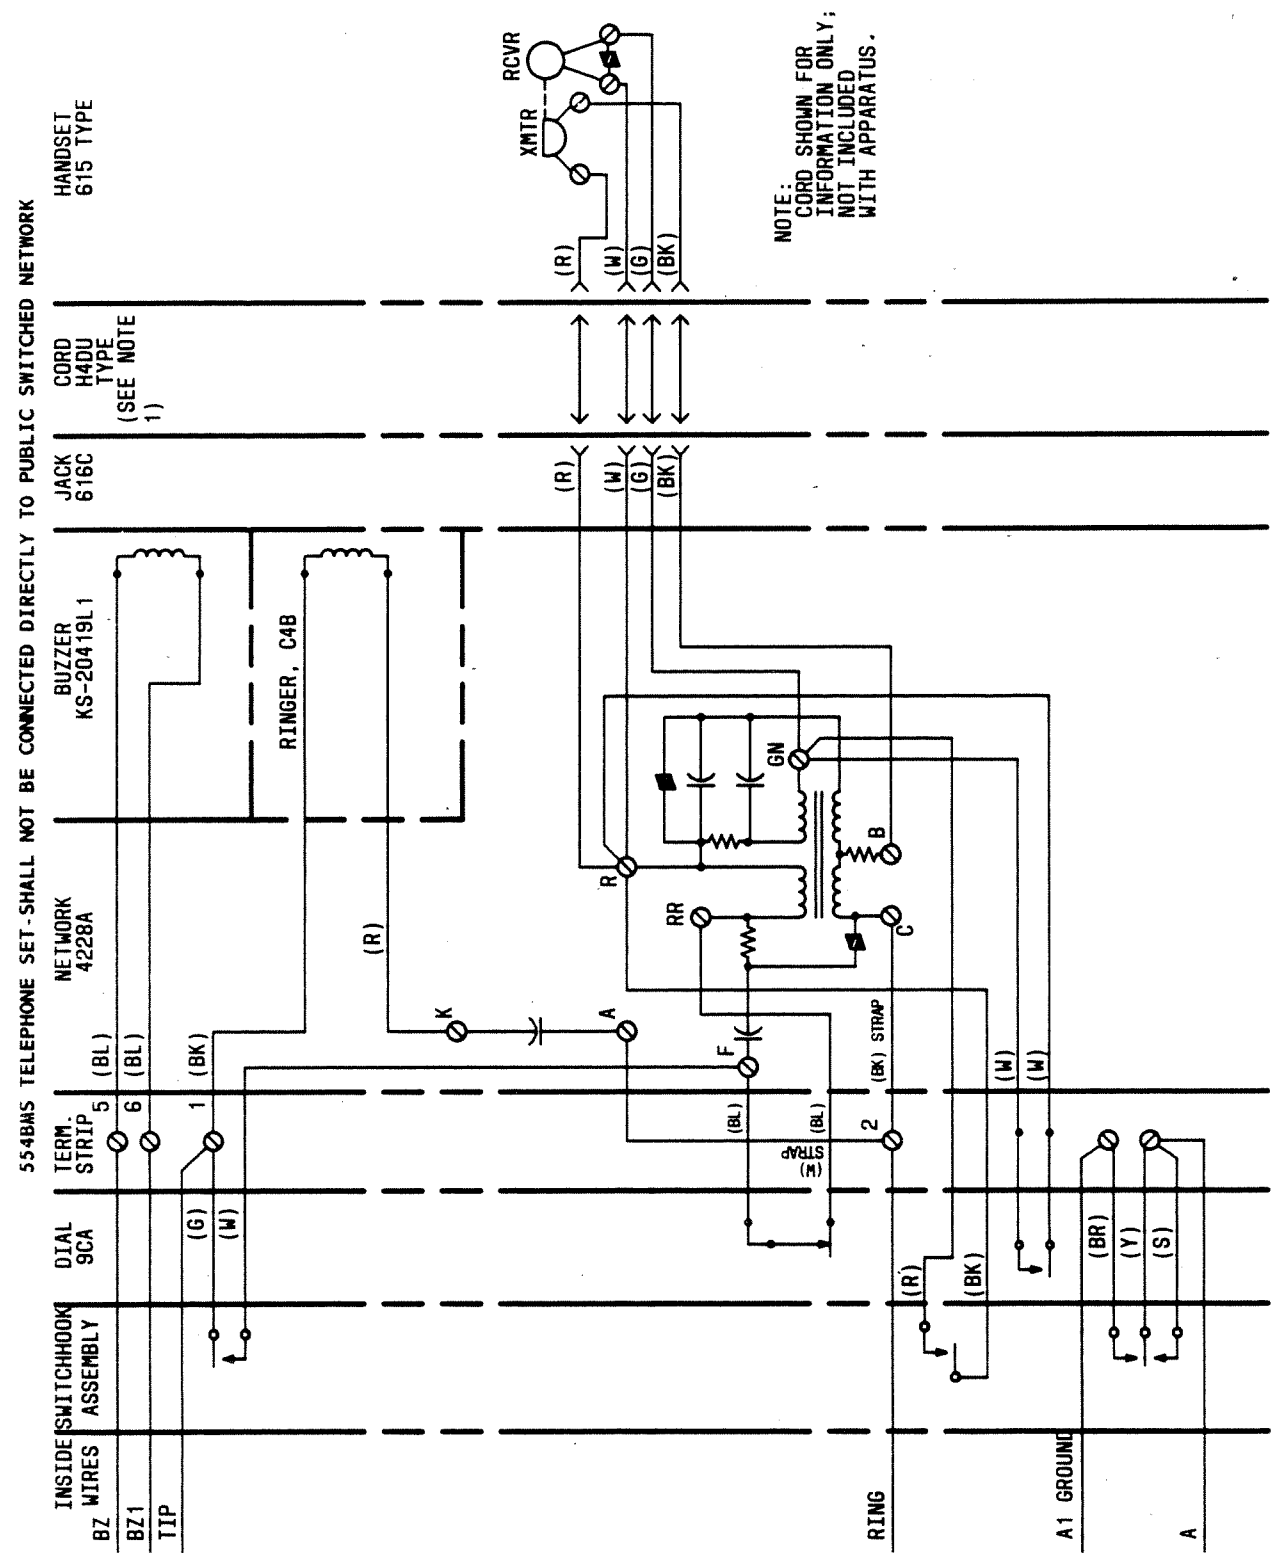 554BMS TELEPHONE SET-SHALL NOT BE CONNECTED DIRECTLY TO PUBLIC SWITCHED NETWORK
INSIDE
WIRES
SWITCHHOOK
ASSEMBLY
DIAL
9CA
TERM.
STRIP
NETWORK
4228A
BUZZER
KS-20419L1
JACK
616C
CORD
H4DU
TYPE
(SEE NOTE
1)
HANDSET
615 TYPE
BZ
5
(BL)
BZ1
6
(BL)
TIP
(G)
1
(BK)
(W)
RINGER, C4B
(R)
K
A
F
(BL)
(BL)
(W)
STRAP
RR
R
GN
B
C
(BK) STRAP
2
RING
(R)
(BK)
(W)
(W)
A1 GROUND
(BR)
(Y)
(S)
A
(R)
(W)
(G)
(BK)
(R)
(W)
(G)
(BK)
XMTR
RCVR
NOTE:
CORD SHOWN FOR
INFORMATION ONLY;
NOT INCLUDED
WITH APPARATUS.